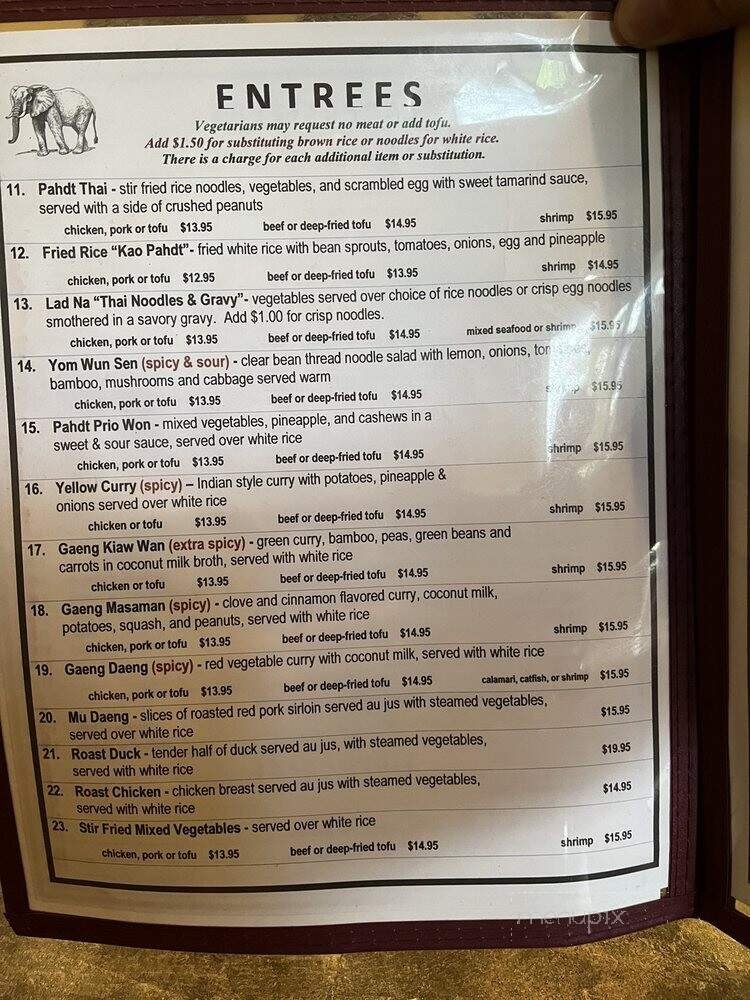 ENTREES
Vegetarians may request no meat or add tofu.
Add $1.50 for substituting brown rice or noodles for white rice.
There is a charge for each additional item or substitution.
11. Pahdt Thai - stir fried rice noodles, vegetables, and scrambled egg with sweet tamarind sauce,
served with a side of crushed peanuts
chicken, pork or tofu $13.95 beef or deep-fried tofu $14.95 shrimp $15.95
12. Fried Rice “Kao Pahdt”- fried white rice with bean sprouts, tomatoes, onions, egg and pineapple
chicken, pork or tofu $12.95 beef or deep-fried tofu $13.95 shrimp $14.95
13. Lad Na “Thai Noodles & Gravy”- vegetables served over choice of rice noodles or crisp egg noodles
smothered in a savory gravy. Add $1.00 for crisp noodles.
chicken, pork or tofu $13.95 beef or deep-fried tofu $14.95 mixed seafood or shrimp $15.95
14. Yom Wun Sen (spicy & sour) - clear bean thread noodle salad with lemon, onions,
bamboo, mushrooms and cabbage served warm
chicken, pork or tofu $13.95 beef or deep-fried tofu $14.95 shrimp $15.95
15. Pahdt Prio Won - mixed vegetables, pineapple, and cashews in a
sweet & sour sauce, served over white rice
chicken, pork or tofu $13.95 beef or deep-fried tofu $14.95 shrimp $15.95
16. Yellow Curry (spicy) – Indian style curry with potatoes, pineapple &
onions served over white rice
chicken or tofu $13.95 beef or deep-fried tofu $14.95 shrimp $15.95
17. Gaeng Kiaw Wan (extra spicy) - green curry, bamboo, peas, green beans and
carrots in coconut milk broth, served with white rice
chicken or tofu $13.95 beef or deep-fried tofu $14.95 shrimp $15.95
18. Gaeng Masaman (spicy) - clove and cinnamon flavored curry, coconut milk,
potatoes, squash, and peanuts, served with white rice
chicken, pork or tofu $13.95 beef or deep-fried tofu $14.95 shrimp $15.95
19. Gaeng Daeng (spicy) - red vegetable curry with coconut milk, served with white rice
chicken, pork or tofu $13.95 beef or deep-fried tofu $14.95 calamari, catfish, or shrimp $15.95
20. Mu Daeng - slices of roasted red pork sirloin served au jus with steamed vegetables, $15.95
served over white rice
21. Roast Duck - tender half of duck served au jus, with steamed vegetables, $19.95
served with white rice
22. Roast Chicken - chicken breast served au jus with steamed vegetables, $14.95
served with white rice
23. Stir Fried Mixed Vegetables - served over white rice
chicken, pork or tofu $13.95 beef or deep-fried tofu $14.95 shrimp $15.95
menupix